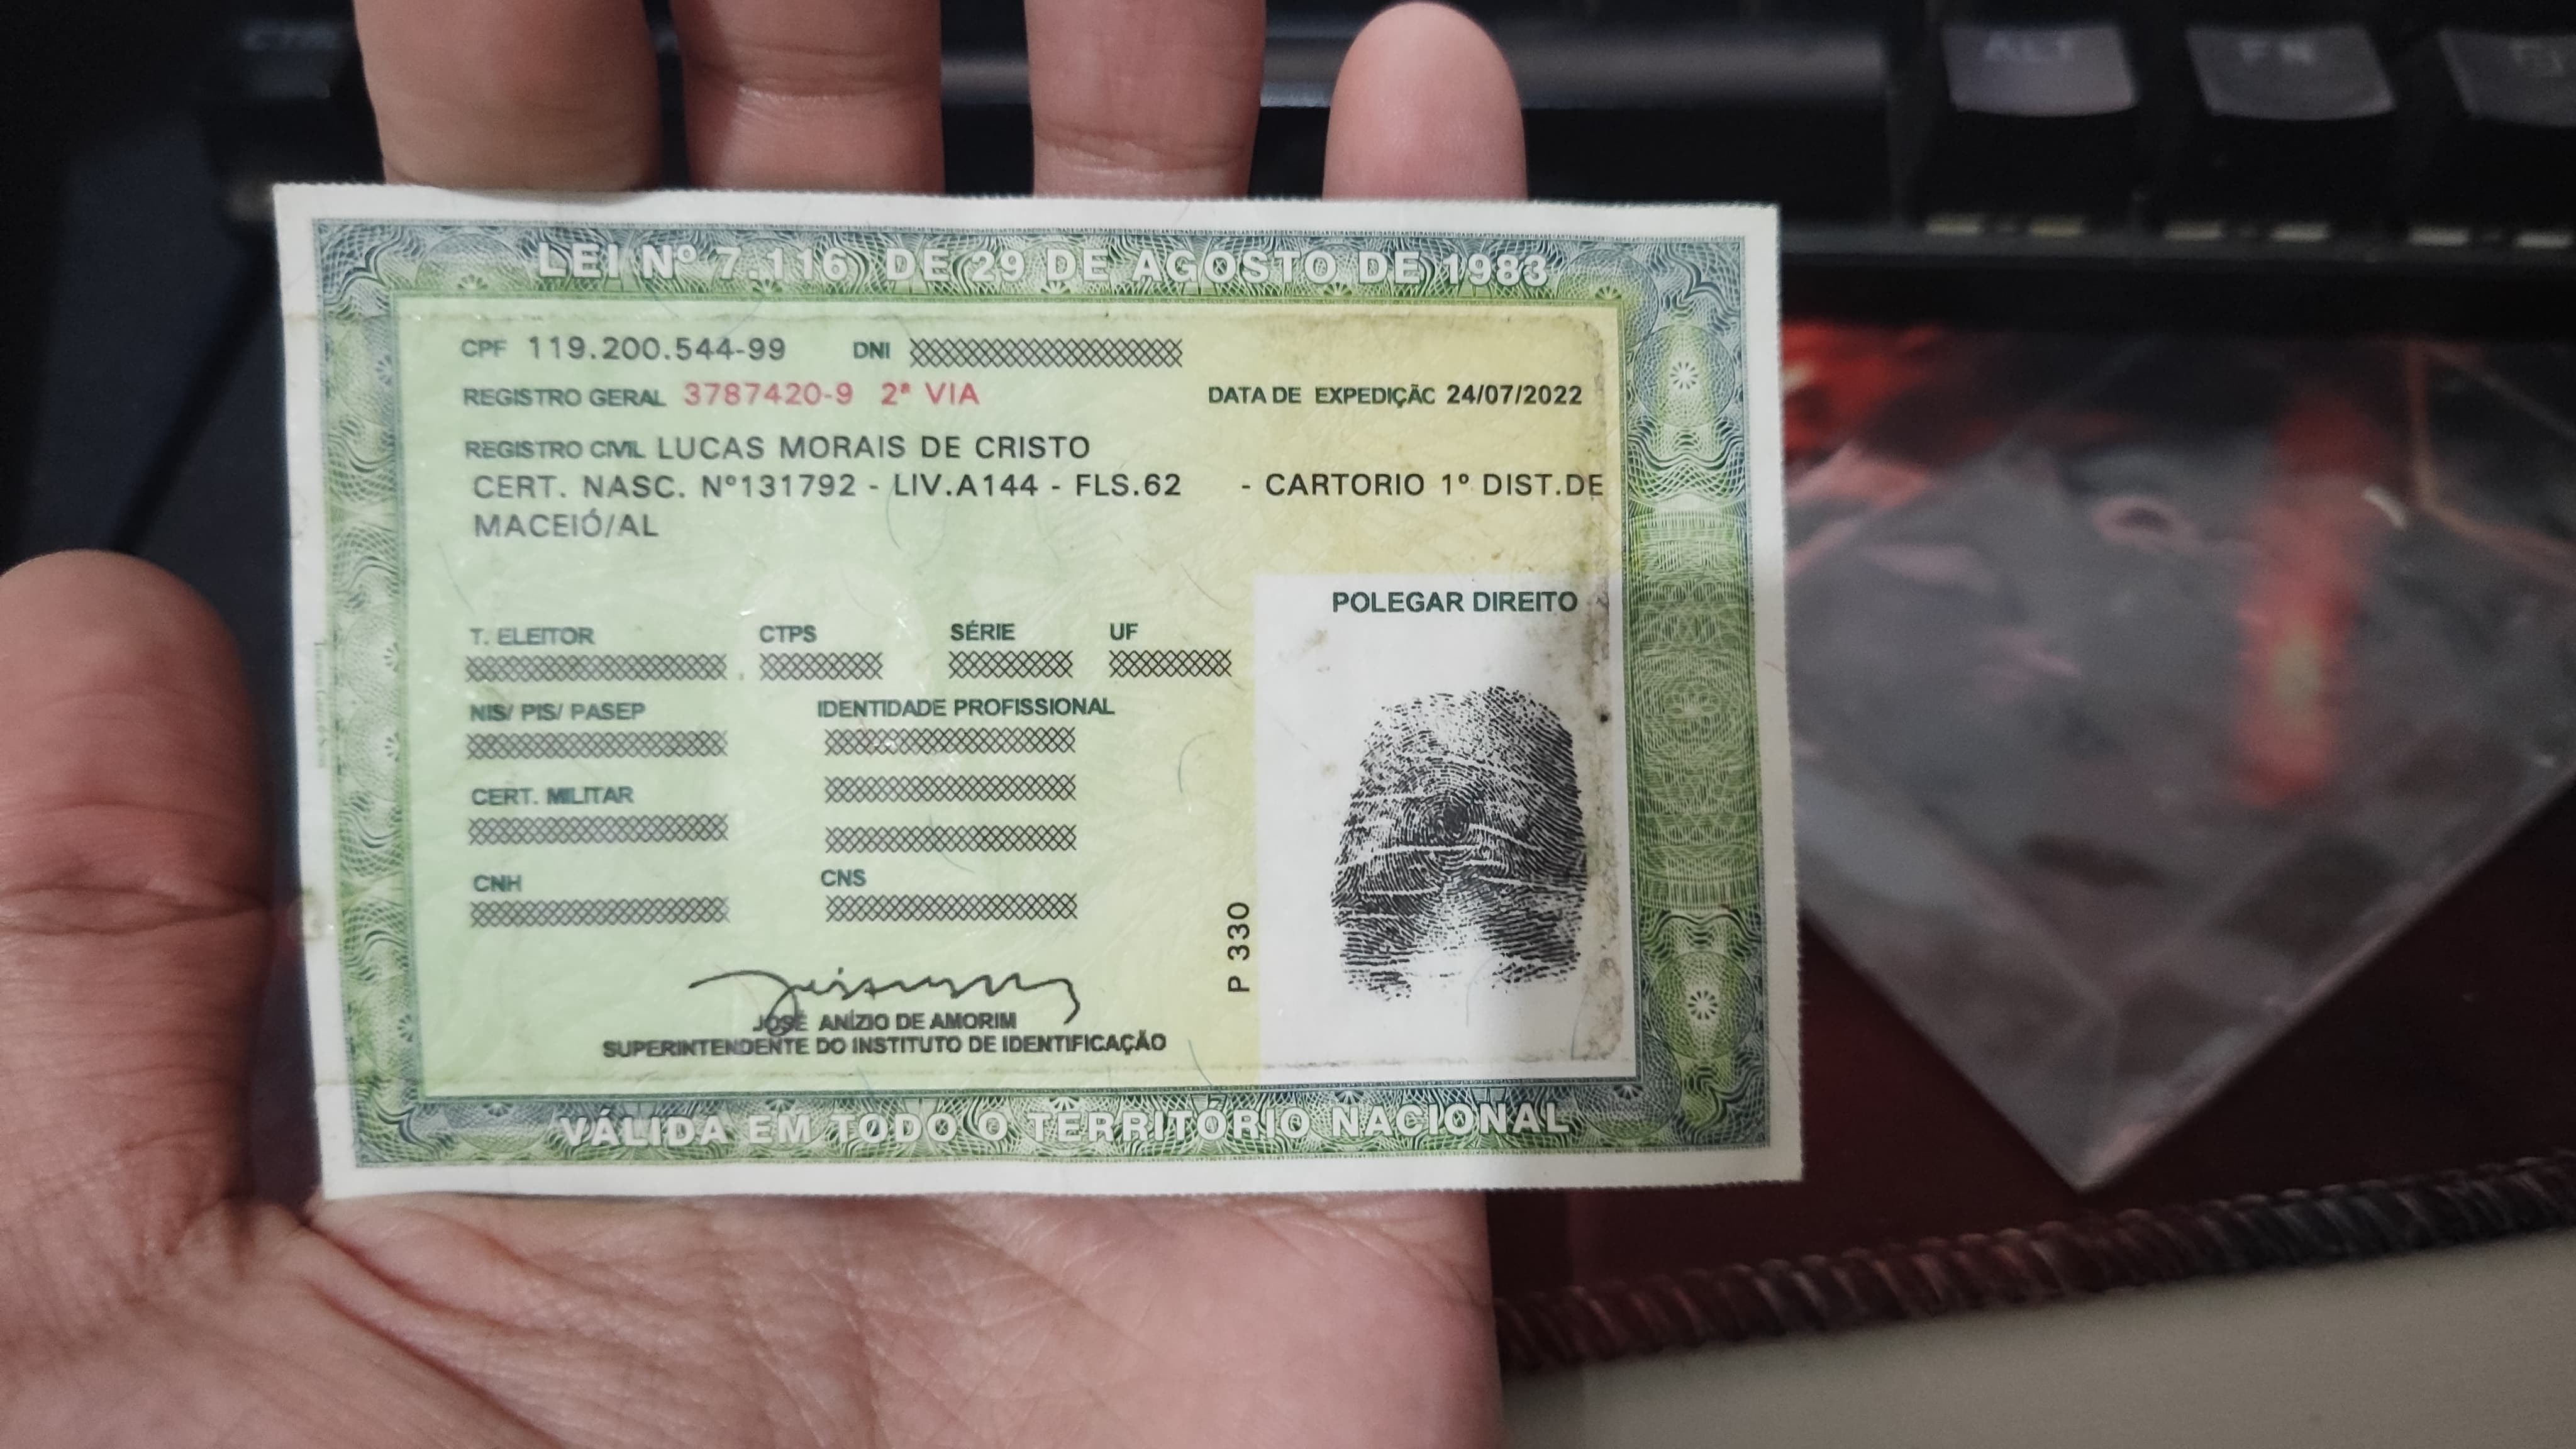 ALT
FN
LEI Nº 7.116, DE 29 DE AGOSTO DE 1983
CPF 119.200.544-99 DNI
REGISTRO GERAL 3787420-9 2ª VIA DATA DE EXPEDIÇÃO 24/07/2022
REGISTRO CIVIL LUCAS MORAIS DE CRISTO
CERT. NASC. Nº131792 - LIV.A144 - FLS.62 - CARTORIO 1º DIST.DE
MACEIÓ/AL
POLEGAR DIREITO
T. ELEITOR CTPS SÉRIE UF
NIS/ PIS/ PASEP IDENTIDADE PROFISSIONAL
CERT. MILITAR
CNH CNS
P 330
JOSÉ ANÍZIO DE AMORIM
SUPERINTENDENTE DO INSTITUTO DE IDENTIFICAÇÃO
VÁLIDA EM TODO O TERRITÓRIO NACIONAL